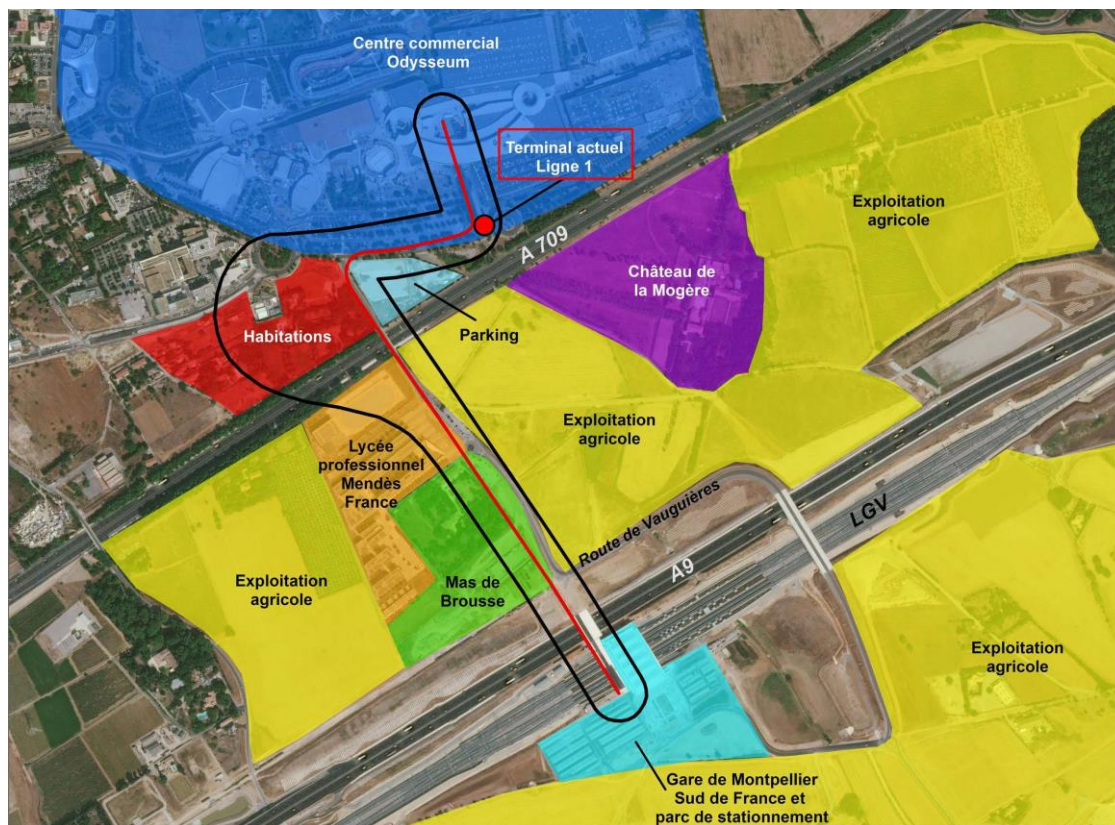 Centre commercial
Odysseum
Terminal actuel
Ligne 1
A 709
Exploitation
agricole
Château de
la Mogère
Parking
Habitations
Exploitation
agricole
Lycée
professionnel
Mendès
France
Route de Vauguières
LGV
A9
Exploitation
agricole
Mas de
Brousse
Exploitation
agricole
Gare de Montpellier
Sud de France et
parc de stationnement